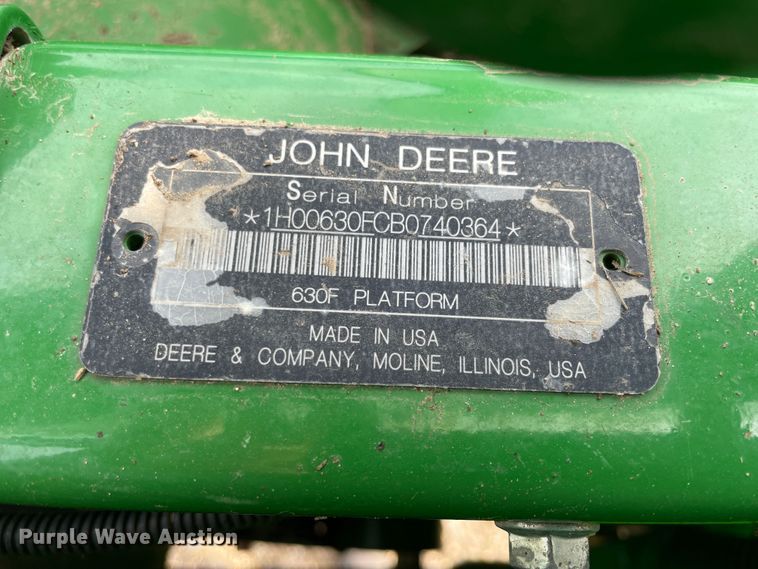 JOHN DEERE
Serial Number
*1H00630FCB0740364*
630F PLATFORM
MADE IN USA
DEERE & COMPANY, MOLINE, ILLINOIS, USA
Purple Wave Auction